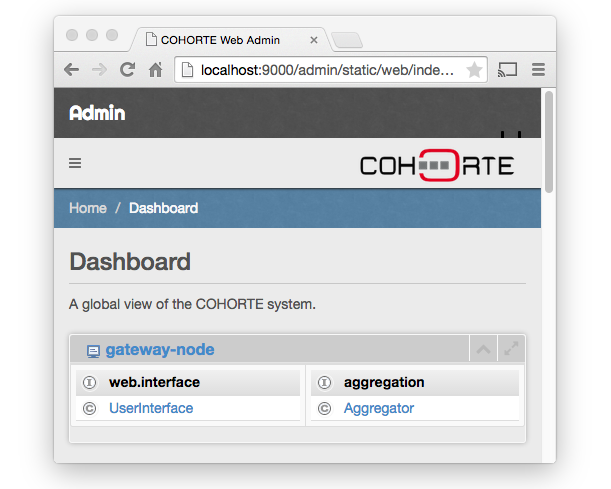 COHORTE Web Admin
localhost:9000/admin/static/web/inde...
Admin
COHORTE
Home / Dashboard
Dashboard
A global view of the COHORTE system.
gateway-node
I web.interface
I aggregation
C UserInterface
C Aggregator